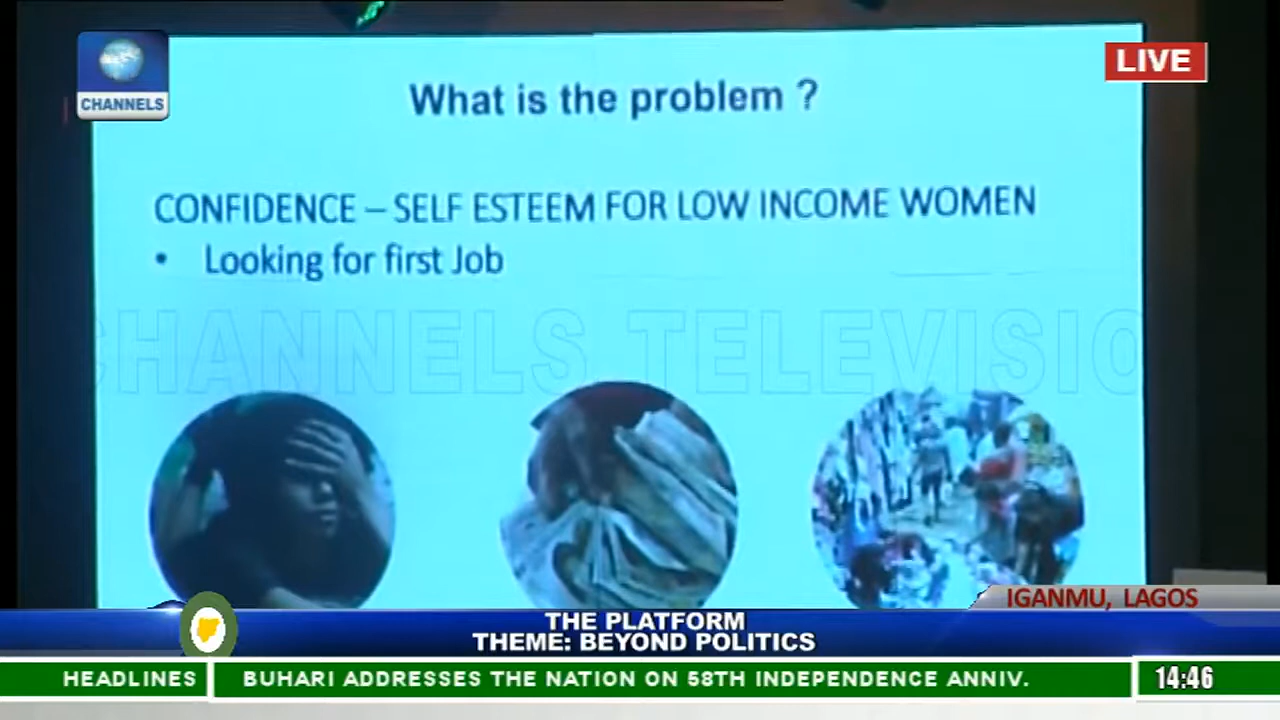 CHANNELS
LIVE
What is the problem ?
CONFIDENCE – SELF ESTEEM FOR LOW INCOME WOMEN
• Looking for first Job
CHANNELS TELEVISIO
IGANMU, LAGOS
THE PLATFORM
THEME: BEYOND POLITICS
HEADLINES
BUHARI ADDRESSES THE NATION ON 58TH INDEPENDENCE ANNIV.
14:46